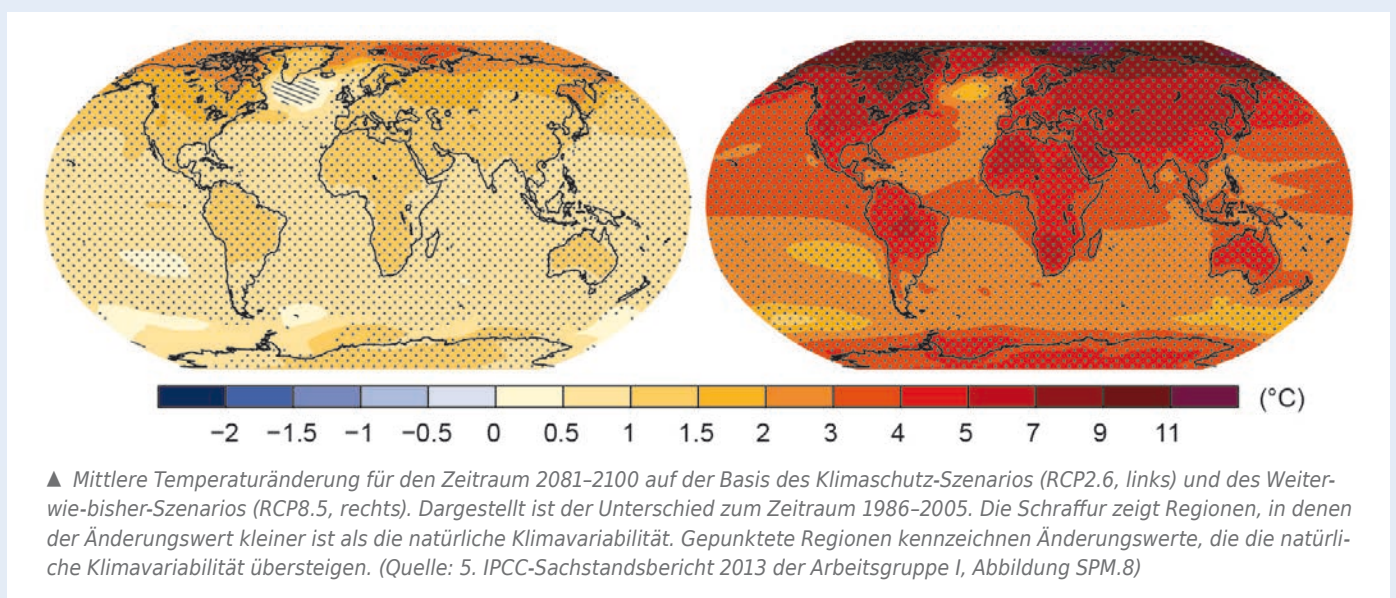 (°C)
−2 −1.5 −1 −0.5 0 0.5 1 1.5 2 3 4 5 7 9 11
▲ Mittlere Temperaturänderung für den Zeitraum 2081–2100 auf der Basis des Klimaschutz-Szenarios (RCP2.6, links) und des Weiter-
wie-bisher-Szenarios (RCP8.5, rechts). Dargestellt ist der Unterschied zum Zeitraum 1986–2005. Die Schraffur zeigt Regionen, in denen
der Änderungswert kleiner ist als die natürliche Klimavariabilität. Gepunktete Regionen kennzeichnen Änderungswerte, die die natürli-
che Klimavariabilität übersteigen. (Quelle: 5. IPCC-Sachstandsbericht 2013 der Arbeitsgruppe I, Abbildung SPM.8)